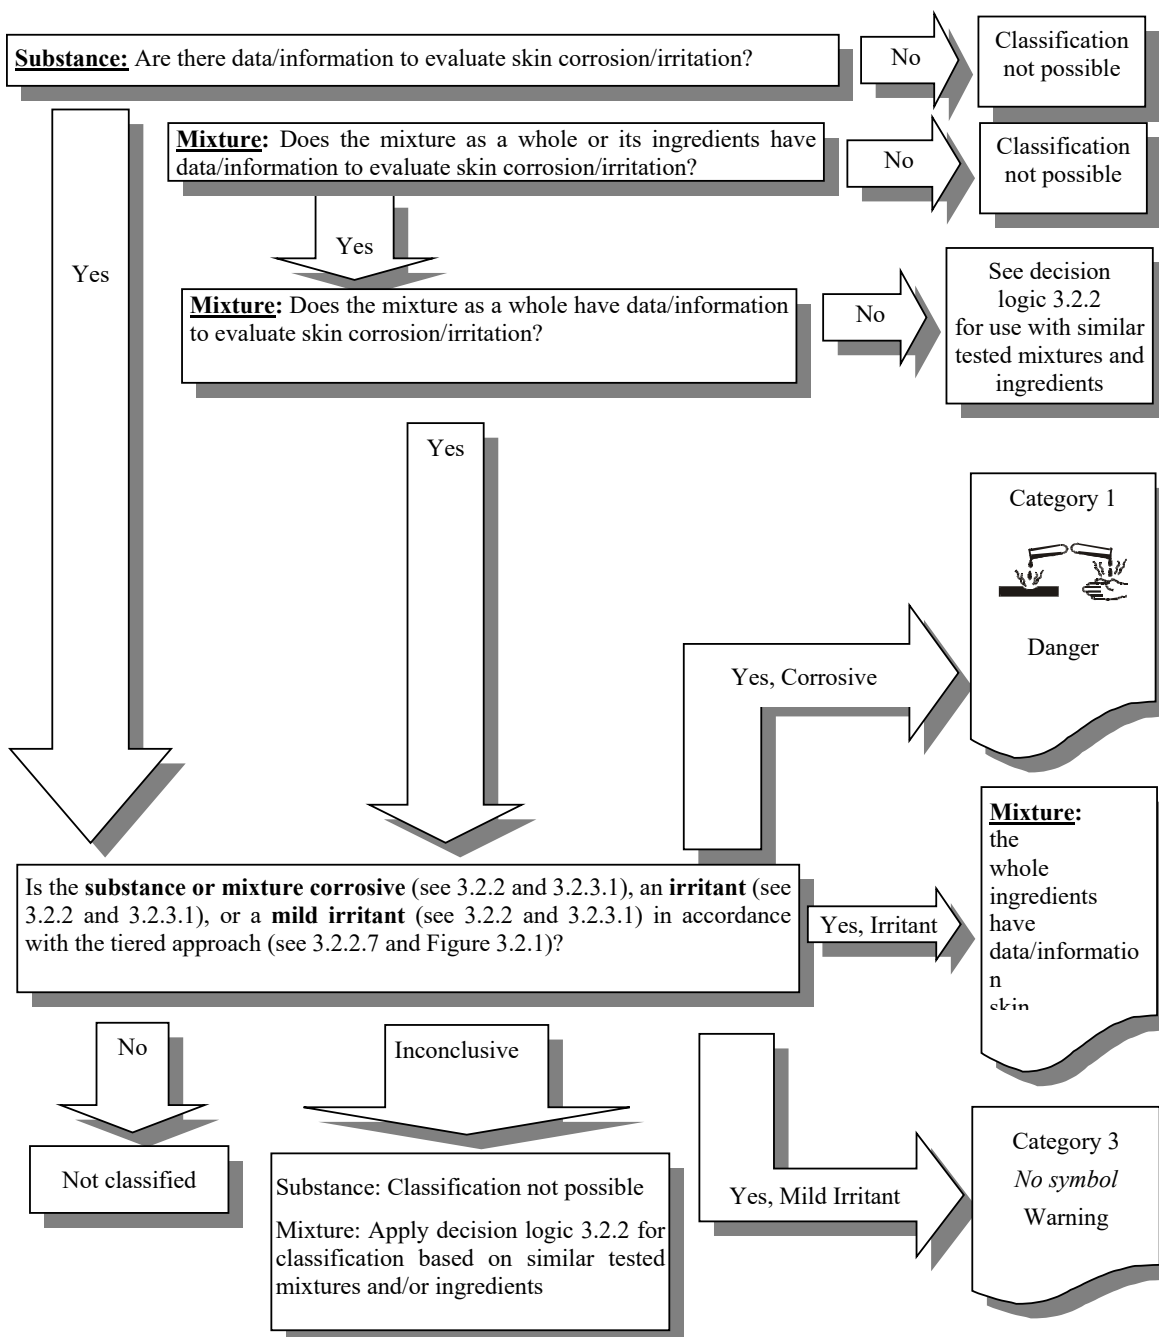 Substance: Are there data/information to evaluate skin corrosion/irritation?
No
Classification
not possible
Mixture: Does the mixture as a whole or its ingredients have
data/information to evaluate skin corrosion/irritation?
No
Classification
not possible
Yes
Yes
Mixture: Does the mixture as a whole have data/information
to evaluate skin corrosion/irritation?
No
See decision
logic 3.2.2
for use with similar
tested mixtures and
ingredients
Yes
Category 1
Danger
Yes, Corrosive
Is the substance or mixture corrosive (see 3.2.2 and 3.2.3.1), an irritant (see
3.2.2 and 3.2.3.1), or a mild irritant (see 3.2.2 and 3.2.3.1) in accordance
with the tiered approach (see 3.2.2.7 and Figure 3.2.1)?
Yes, Irritant
Mixture:
the
whole
ingredients
have
data/informatio
n
skin
No
Inconclusive
Not classified
Substance: Classification not possible
Mixture: Apply decision logic 3.2.2 for
classification based on similar tested
mixtures and/or ingredients
Yes, Mild Irritant
Category 3
No symbol
Warning